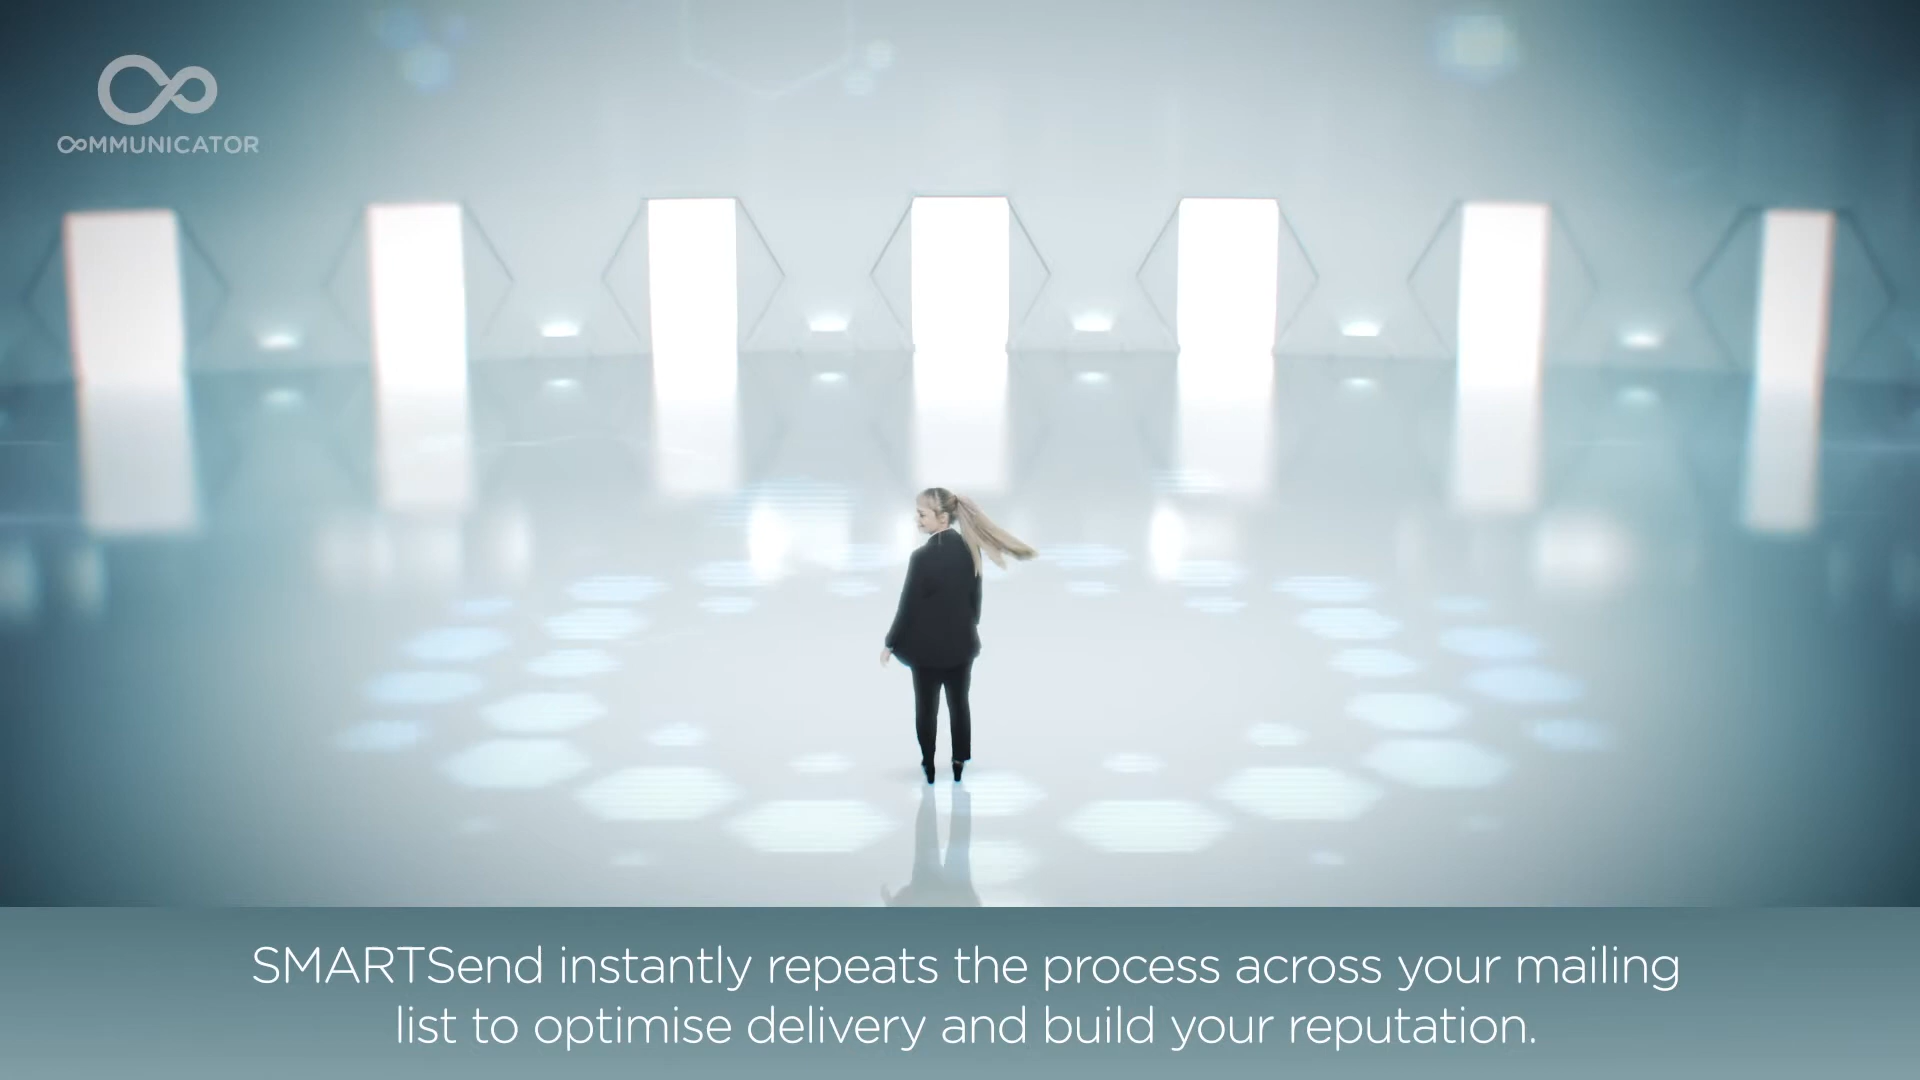 COMMUNICATOR
SMARTSend instantly repeats the process across your mailing
list to optimise delivery and build your reputation.